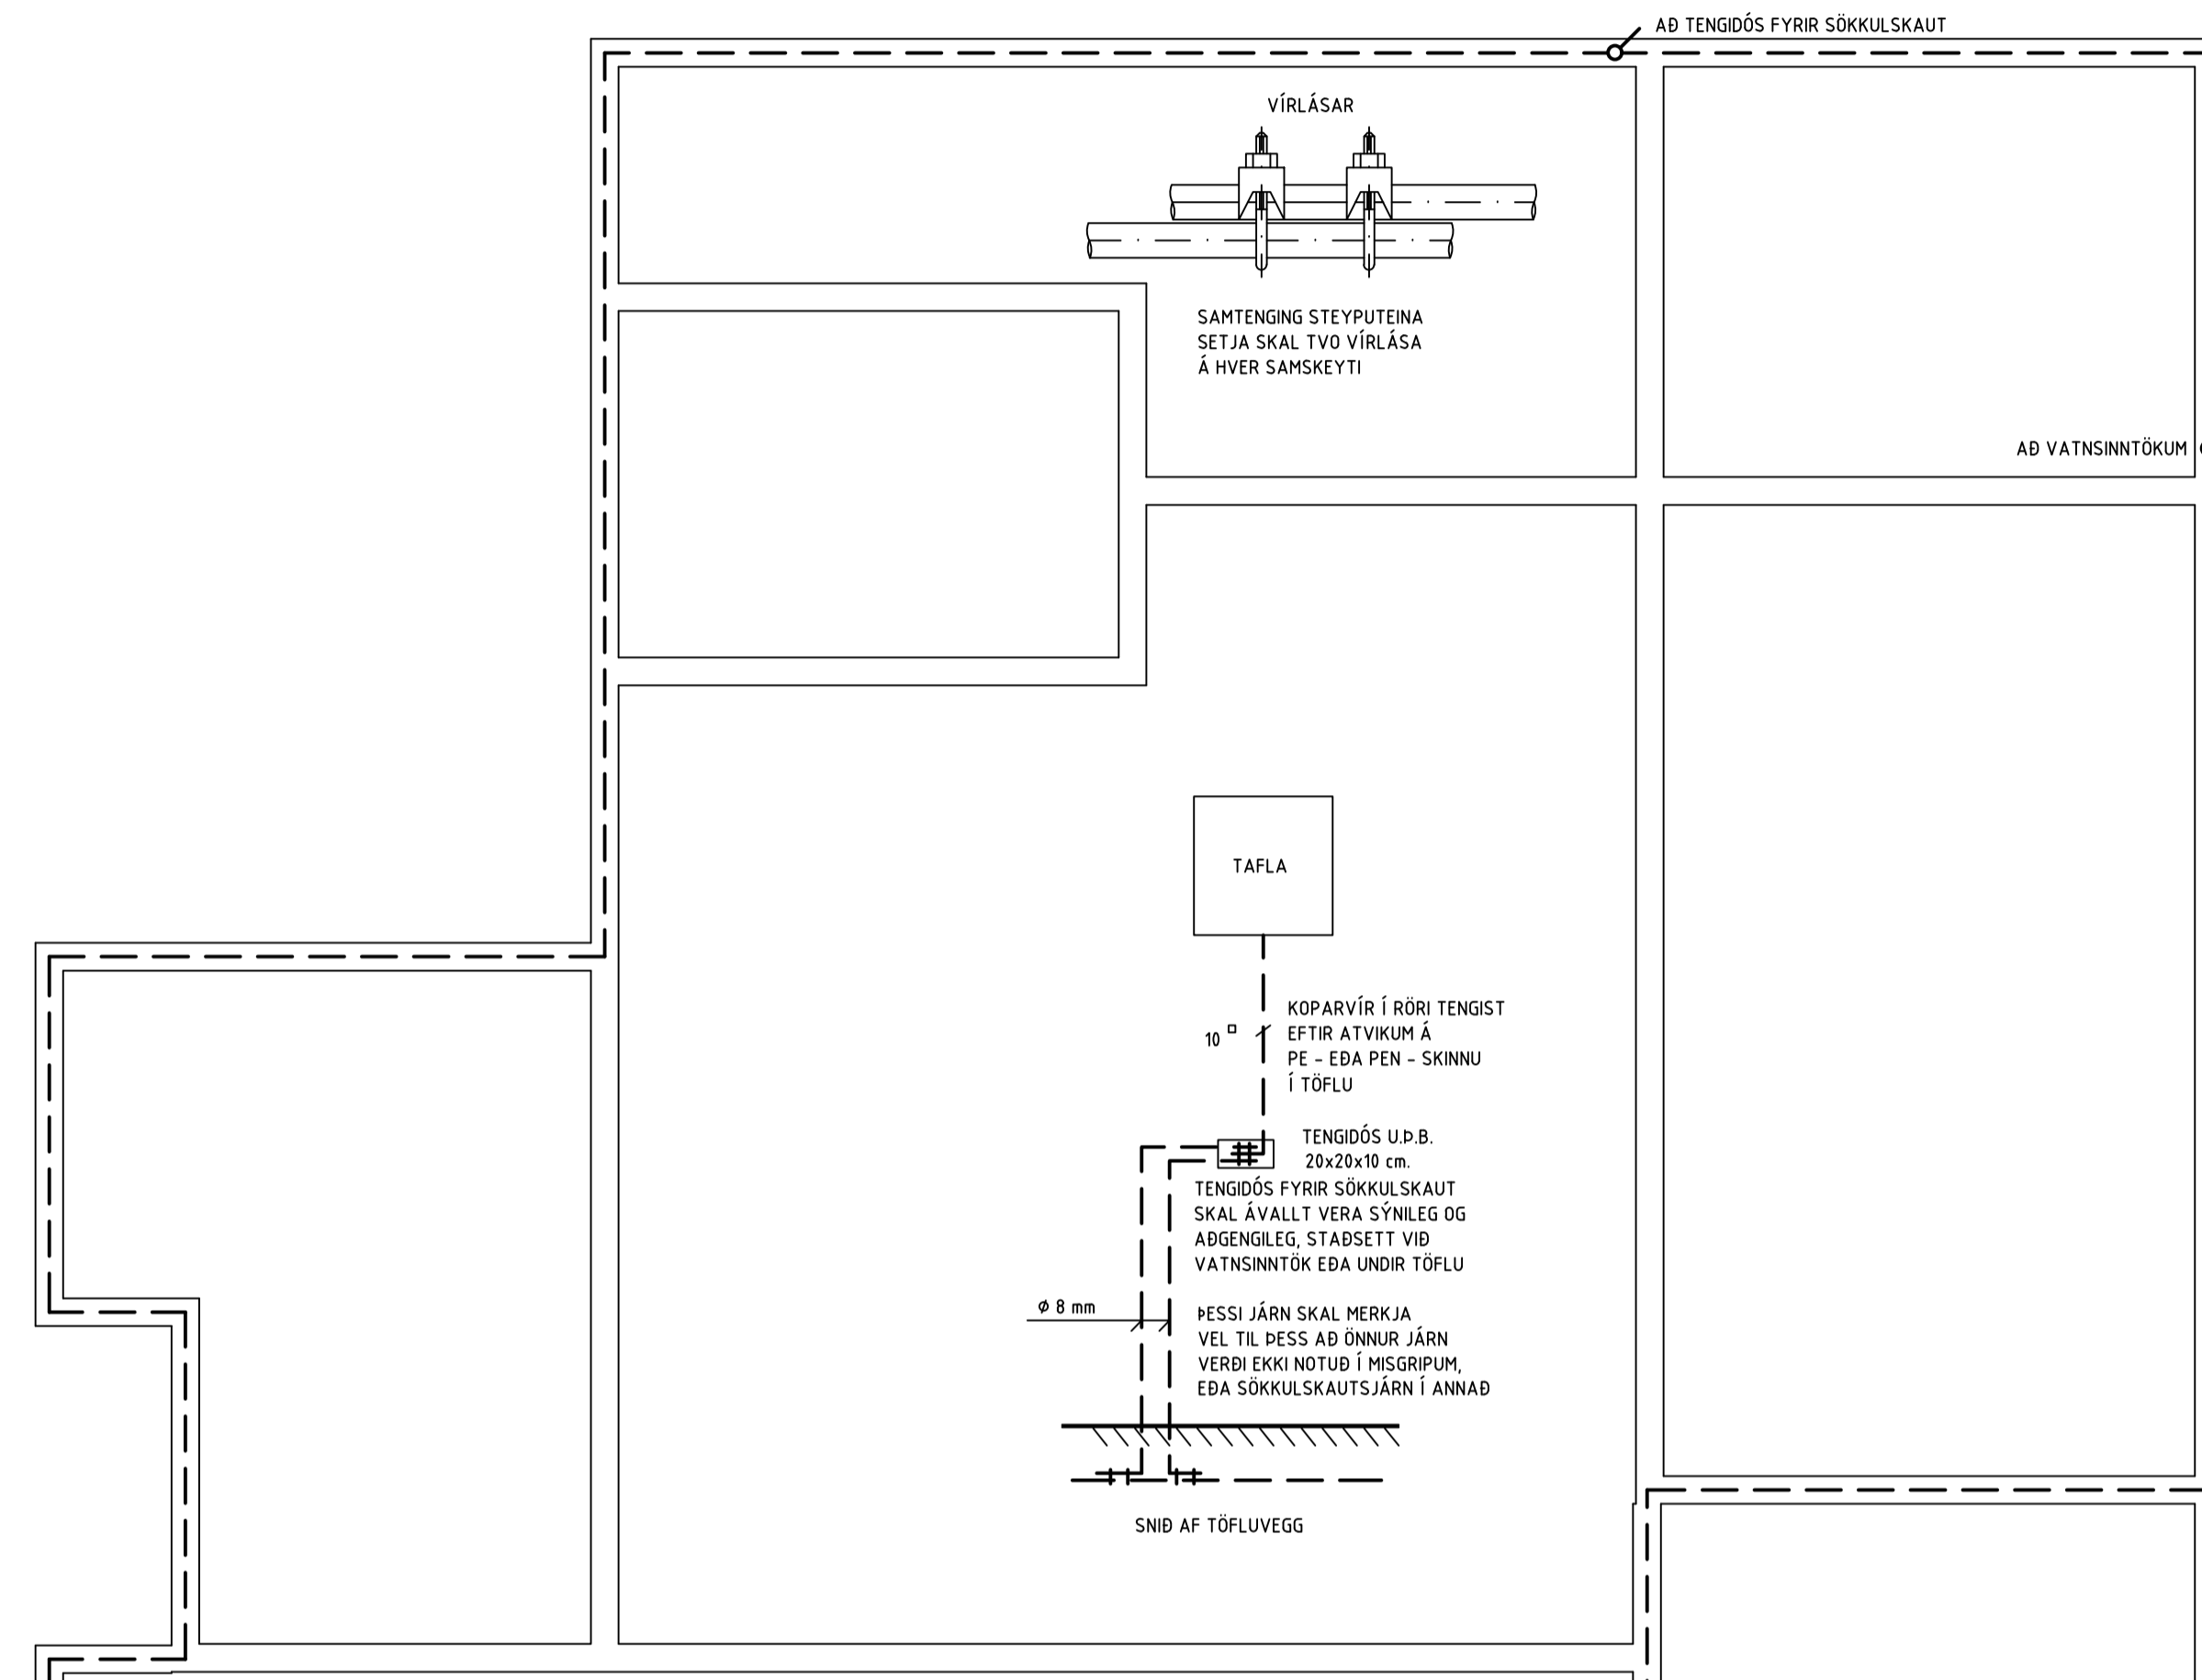 AÐ TENGIDÓS FYRIR SÖKKULSKAUT
VÍRLÁSAR
SAMTENGING STEYPUTEINA
SETJA SKAL TVO VÍRLÁSA
Á HVER SAMSKEYTI
AÐ VATNSINNTÖKUM
TAFLA
KOPARVÍR Í RÖRI TENGIST
EFTIR ATVIKUM Á
PE - EÐA PEN - SKINNU
Í TÖFLU
10 □
TENGIDÓS U.Þ.B.
20x20x10 cm.
TENGIDÓS FYRIR SÖKKULSKAUT
SKAL ÁVALLT VERA SÝNILEG OG
AÐGENGILEG, STAÐSETT VIÐ
VATNSINNTÖK EÐA UNDIR TÖFLU
Ø 8 mm
ÞESSI JÁRN SKAL MERKJA
VEL TIL ÞESS AÐ ÖNNUR JÁRN
VERÐI EKKI NOTUÐ Í MISGRIPUM,
EÐA SÖKKULSKAUTSJÁRN Í ANNAÐ
SNIÐ AF TÖFLUVEGG